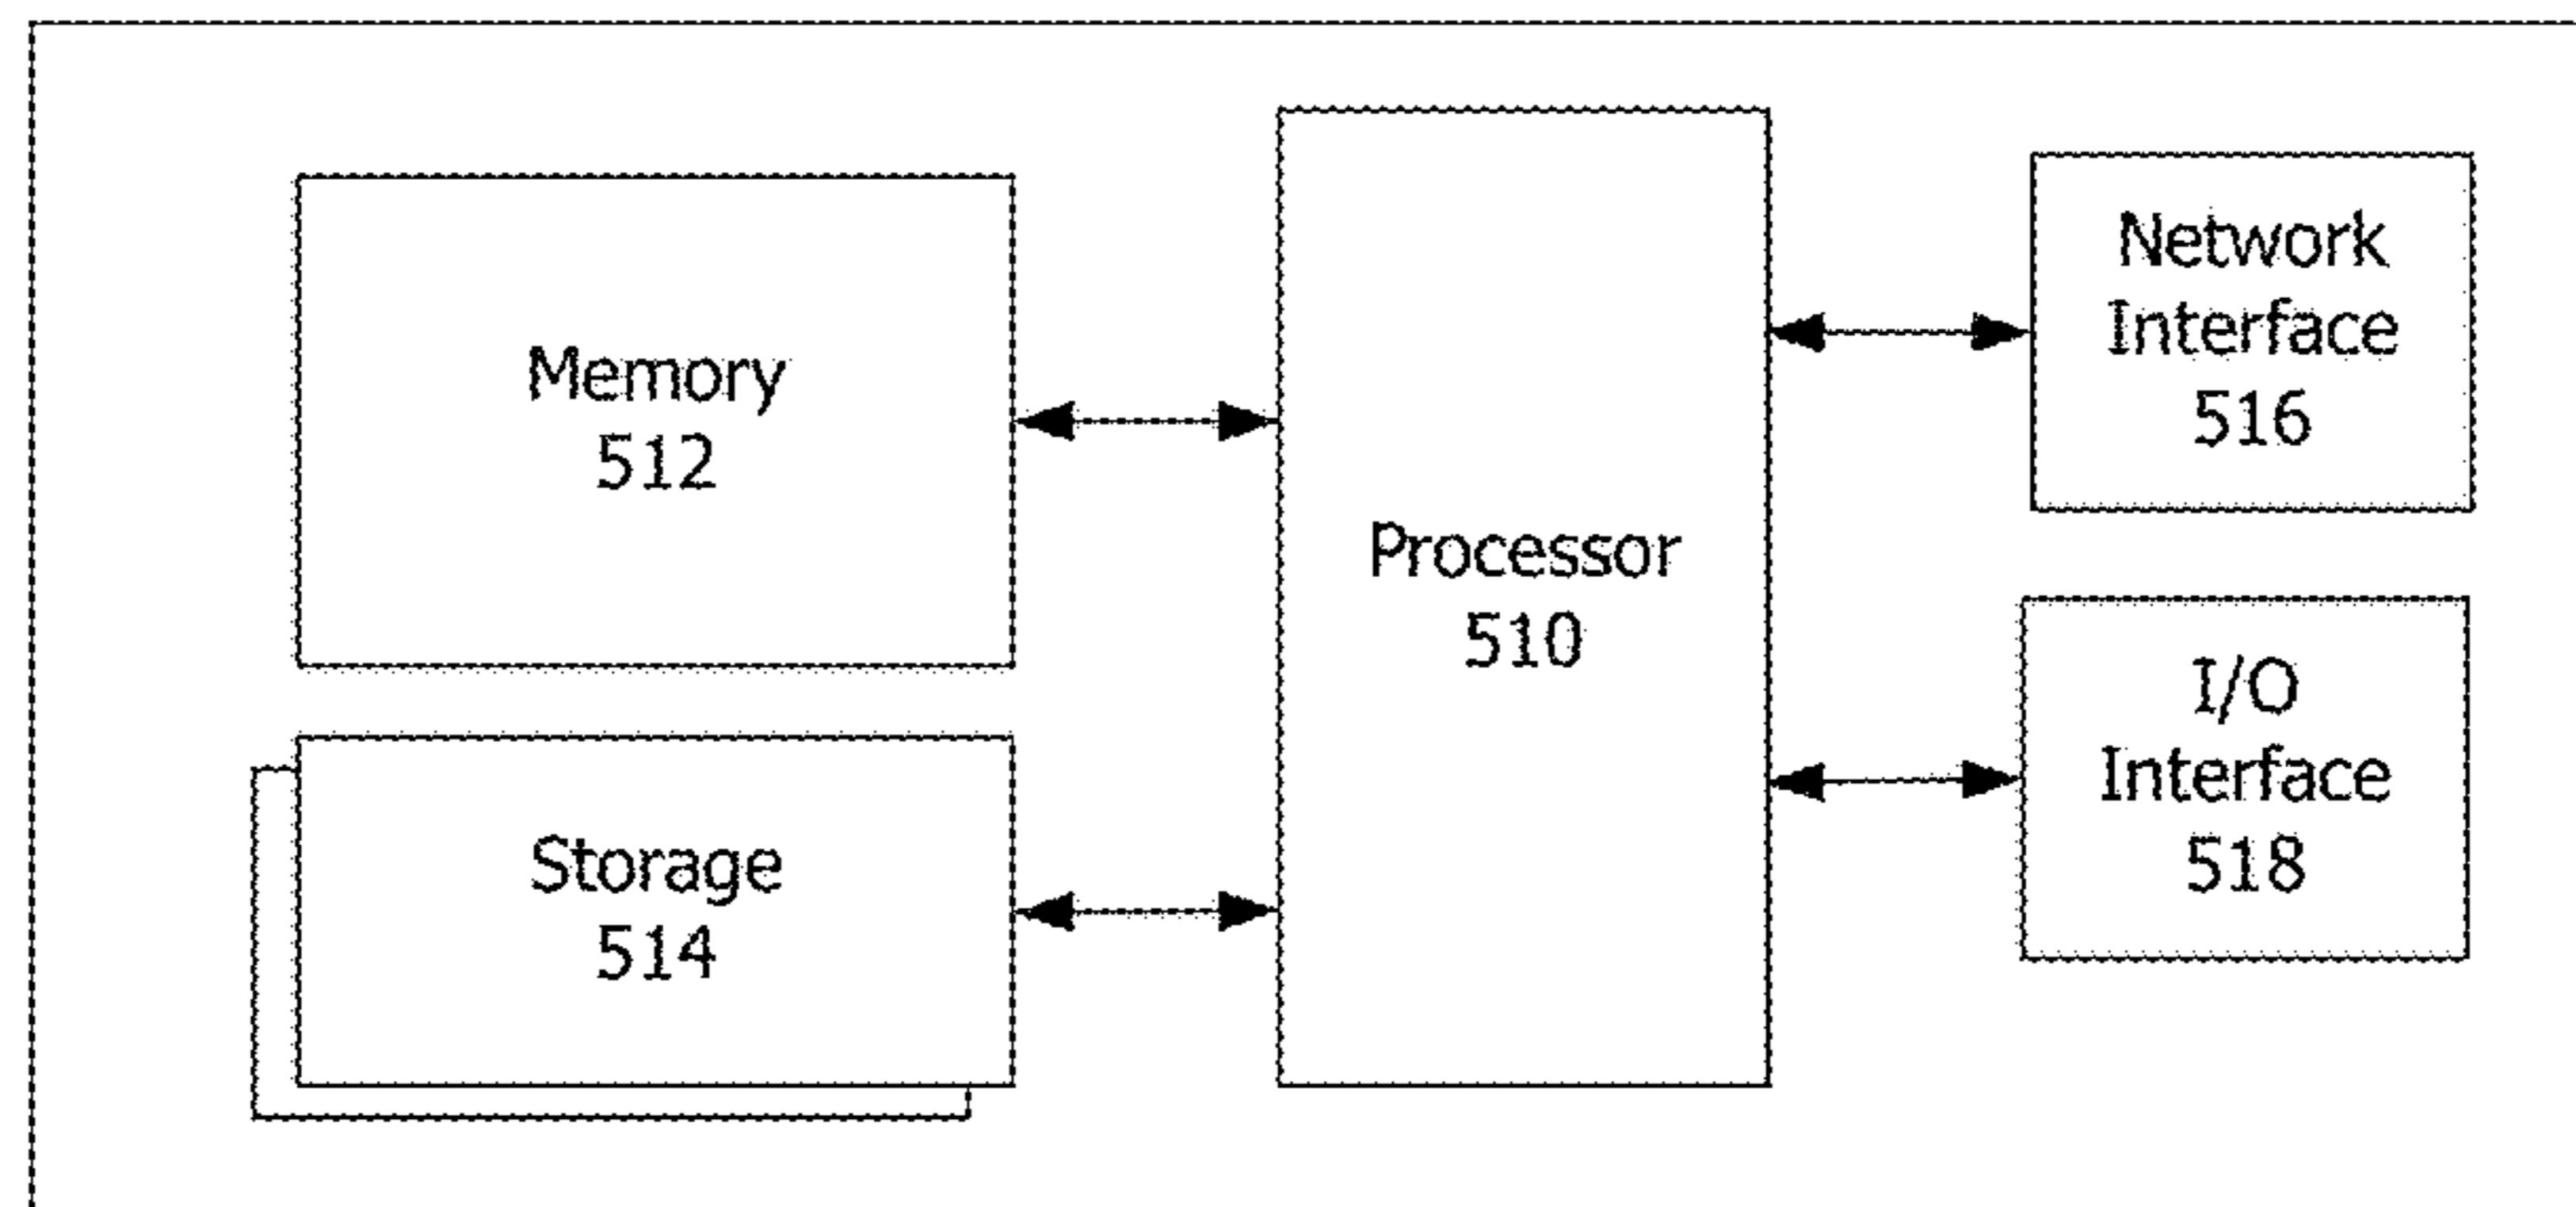 Memory
512
Storage
514
Processor
510
Network
Interface
516
I/O
Interface
518